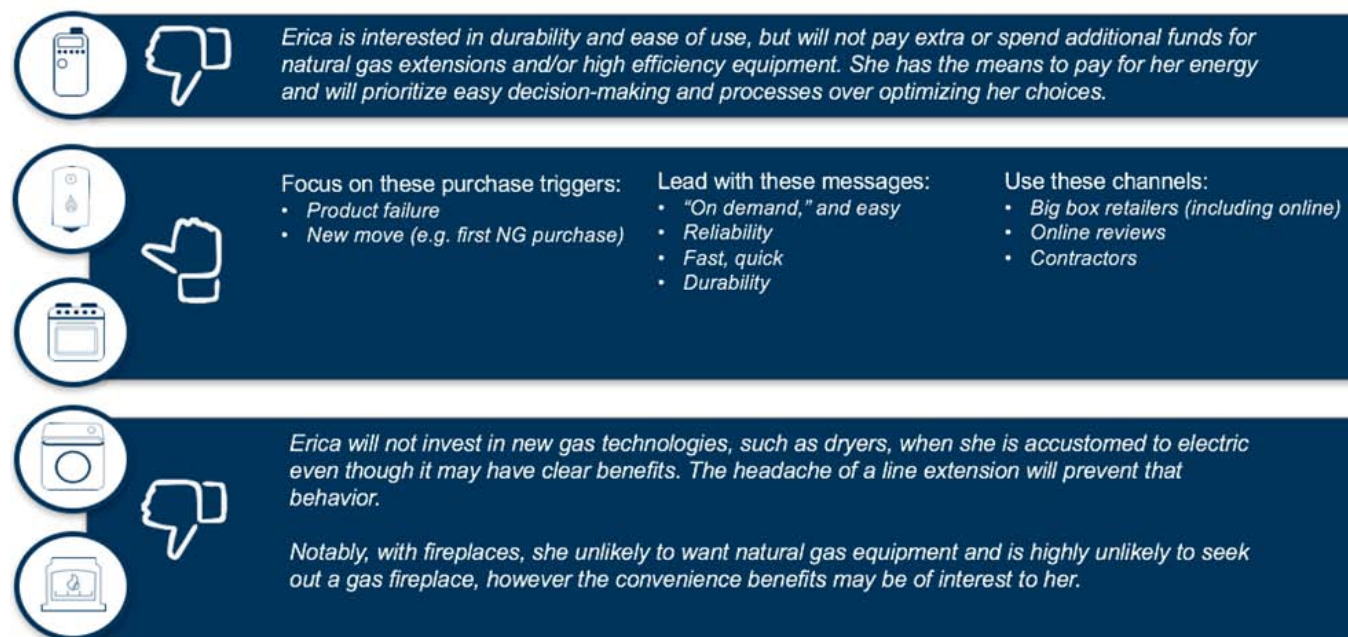 Erica is interested in durability and ease of use, but will not pay extra or spend additional funds for
natural gas extensions and/or high efficiency equipment. She has the means to pay for her energy
and will prioritize easy decision-making and processes over optimizing her choices.
Focus on these purchase triggers:
• Product failure
• New move (e.g. first NG purchase)
Lead with these messages:
• “On demand,” and easy
• Reliability
• Fast, quick
• Durability
Use these channels:
• Big box retailers (including online)
• Online reviews
• Contractors
Erica will not invest in new gas technologies, such as dryers, when she is accustomed to electric
even though it may have clear benefits. The headache of a line extension will prevent that
behavior.
Notably, with fireplaces, she unlikely to want natural gas equipment and is highly unlikely to seek
out a gas fireplace, however the convenience benefits may be of interest to her.